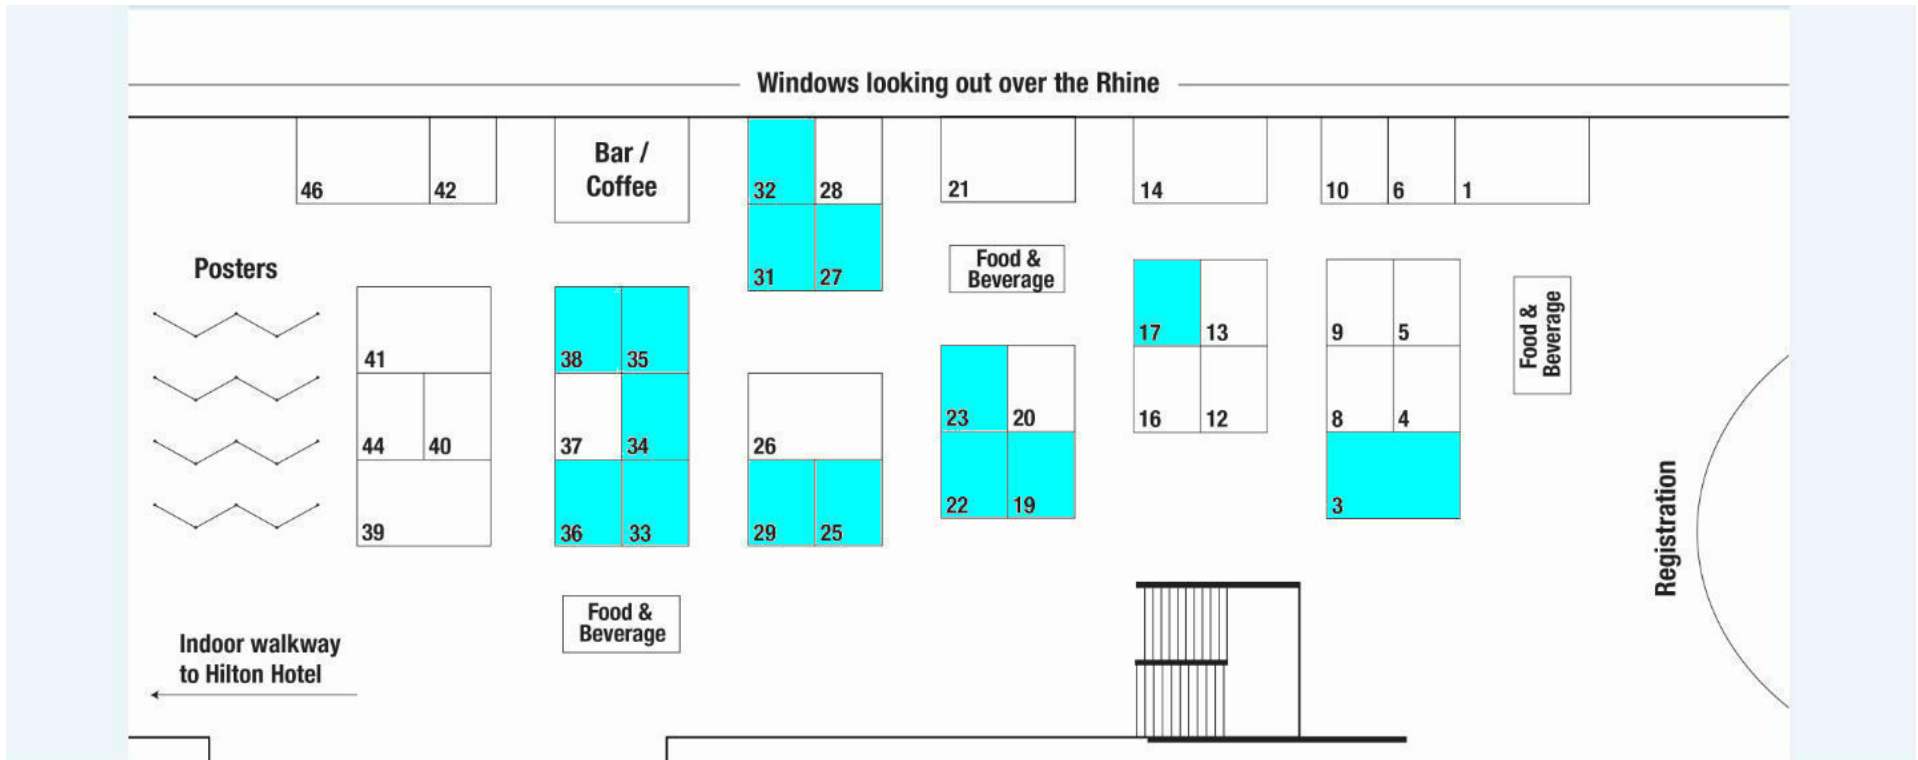 Windows looking out over the Rhine
46
42
Bar /
Coffee
32
28
21
14
10
6
1
31
27
Food &
Beverage
Posters
41
38
35
17
13
9
5
Food &
Beverage
44
40
37
34
26
23
20
16
12
8
4
39
36
33
29
25
22
19
3
Registration
Food &
Beverage
Indoor walkway
to Hilton Hotel